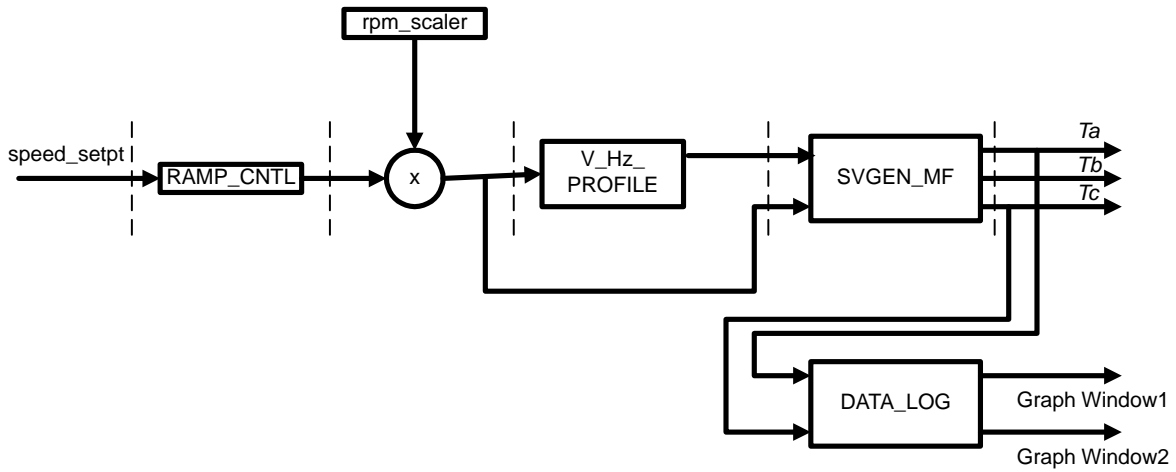 rpm_scaler
speed_setpt
RAMP_CNTL
x
V_Hz_
PROFILE
SVGEN_MF
Ta
Tb
Tc
DATA_LOG
Graph Window1
Graph Window2